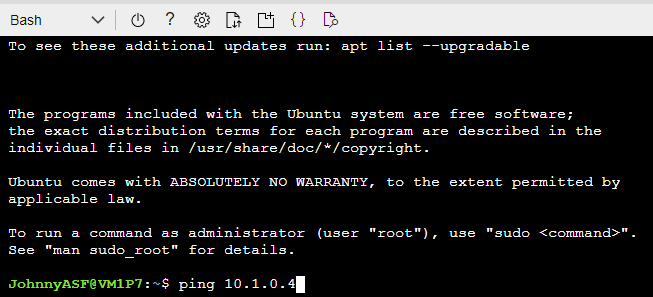 Bash
To see these additional updates run: apt list --upgradable
The programs included with the Ubuntu system are free software;
the exact distribution terms for each program are described in the
individual files in /usr/share/doc/*/copyright.
Ubuntu comes with ABSOLUTELY NO WARRANTY, to the extent permitted by
applicable law.
To run a command as administrator (user "root"), use "sudo <command>".
See "man sudo_root" for details.
JohnnyASF@VM1P7:~$ ping 10.1.0.4